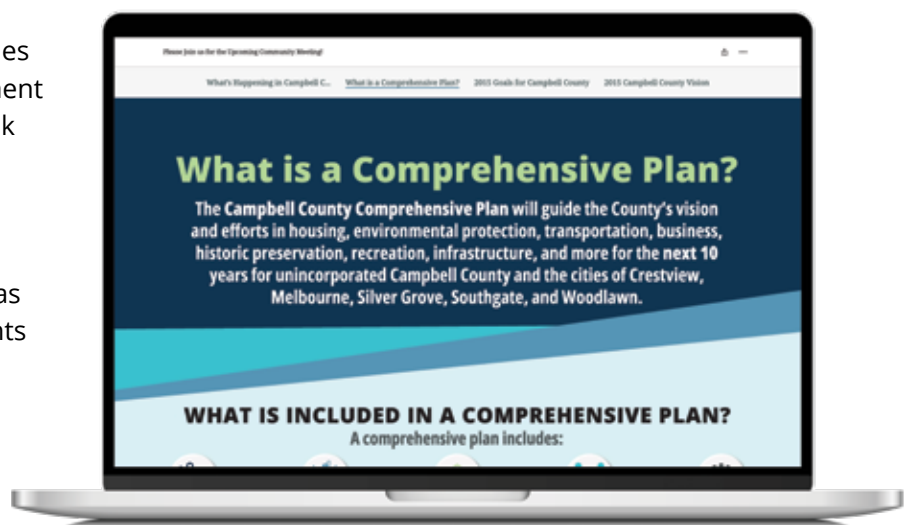 es
ent
k
as
nts
Please Join us for the Upcoming Community Meeting!
What's Happening in Campbell C... What is a Comprehensive Plan? 2015 Goals for Campbell County 2015 Campbell County Vision
What is a Comprehensive Plan?
The Campbell County Comprehensive Plan will guide the County's vision
and efforts in housing, environmental protection, transportation, business,
historic preservation, recreation, infrastructure, and more for the next 10
years for unincorporated Campbell County and the cities of Crestview,
Melbourne, Silver Grove, Southgate, and Woodlawn.
WHAT IS INCLUDED IN A COMPREHENSIVE PLAN?
A comprehensive plan includes: